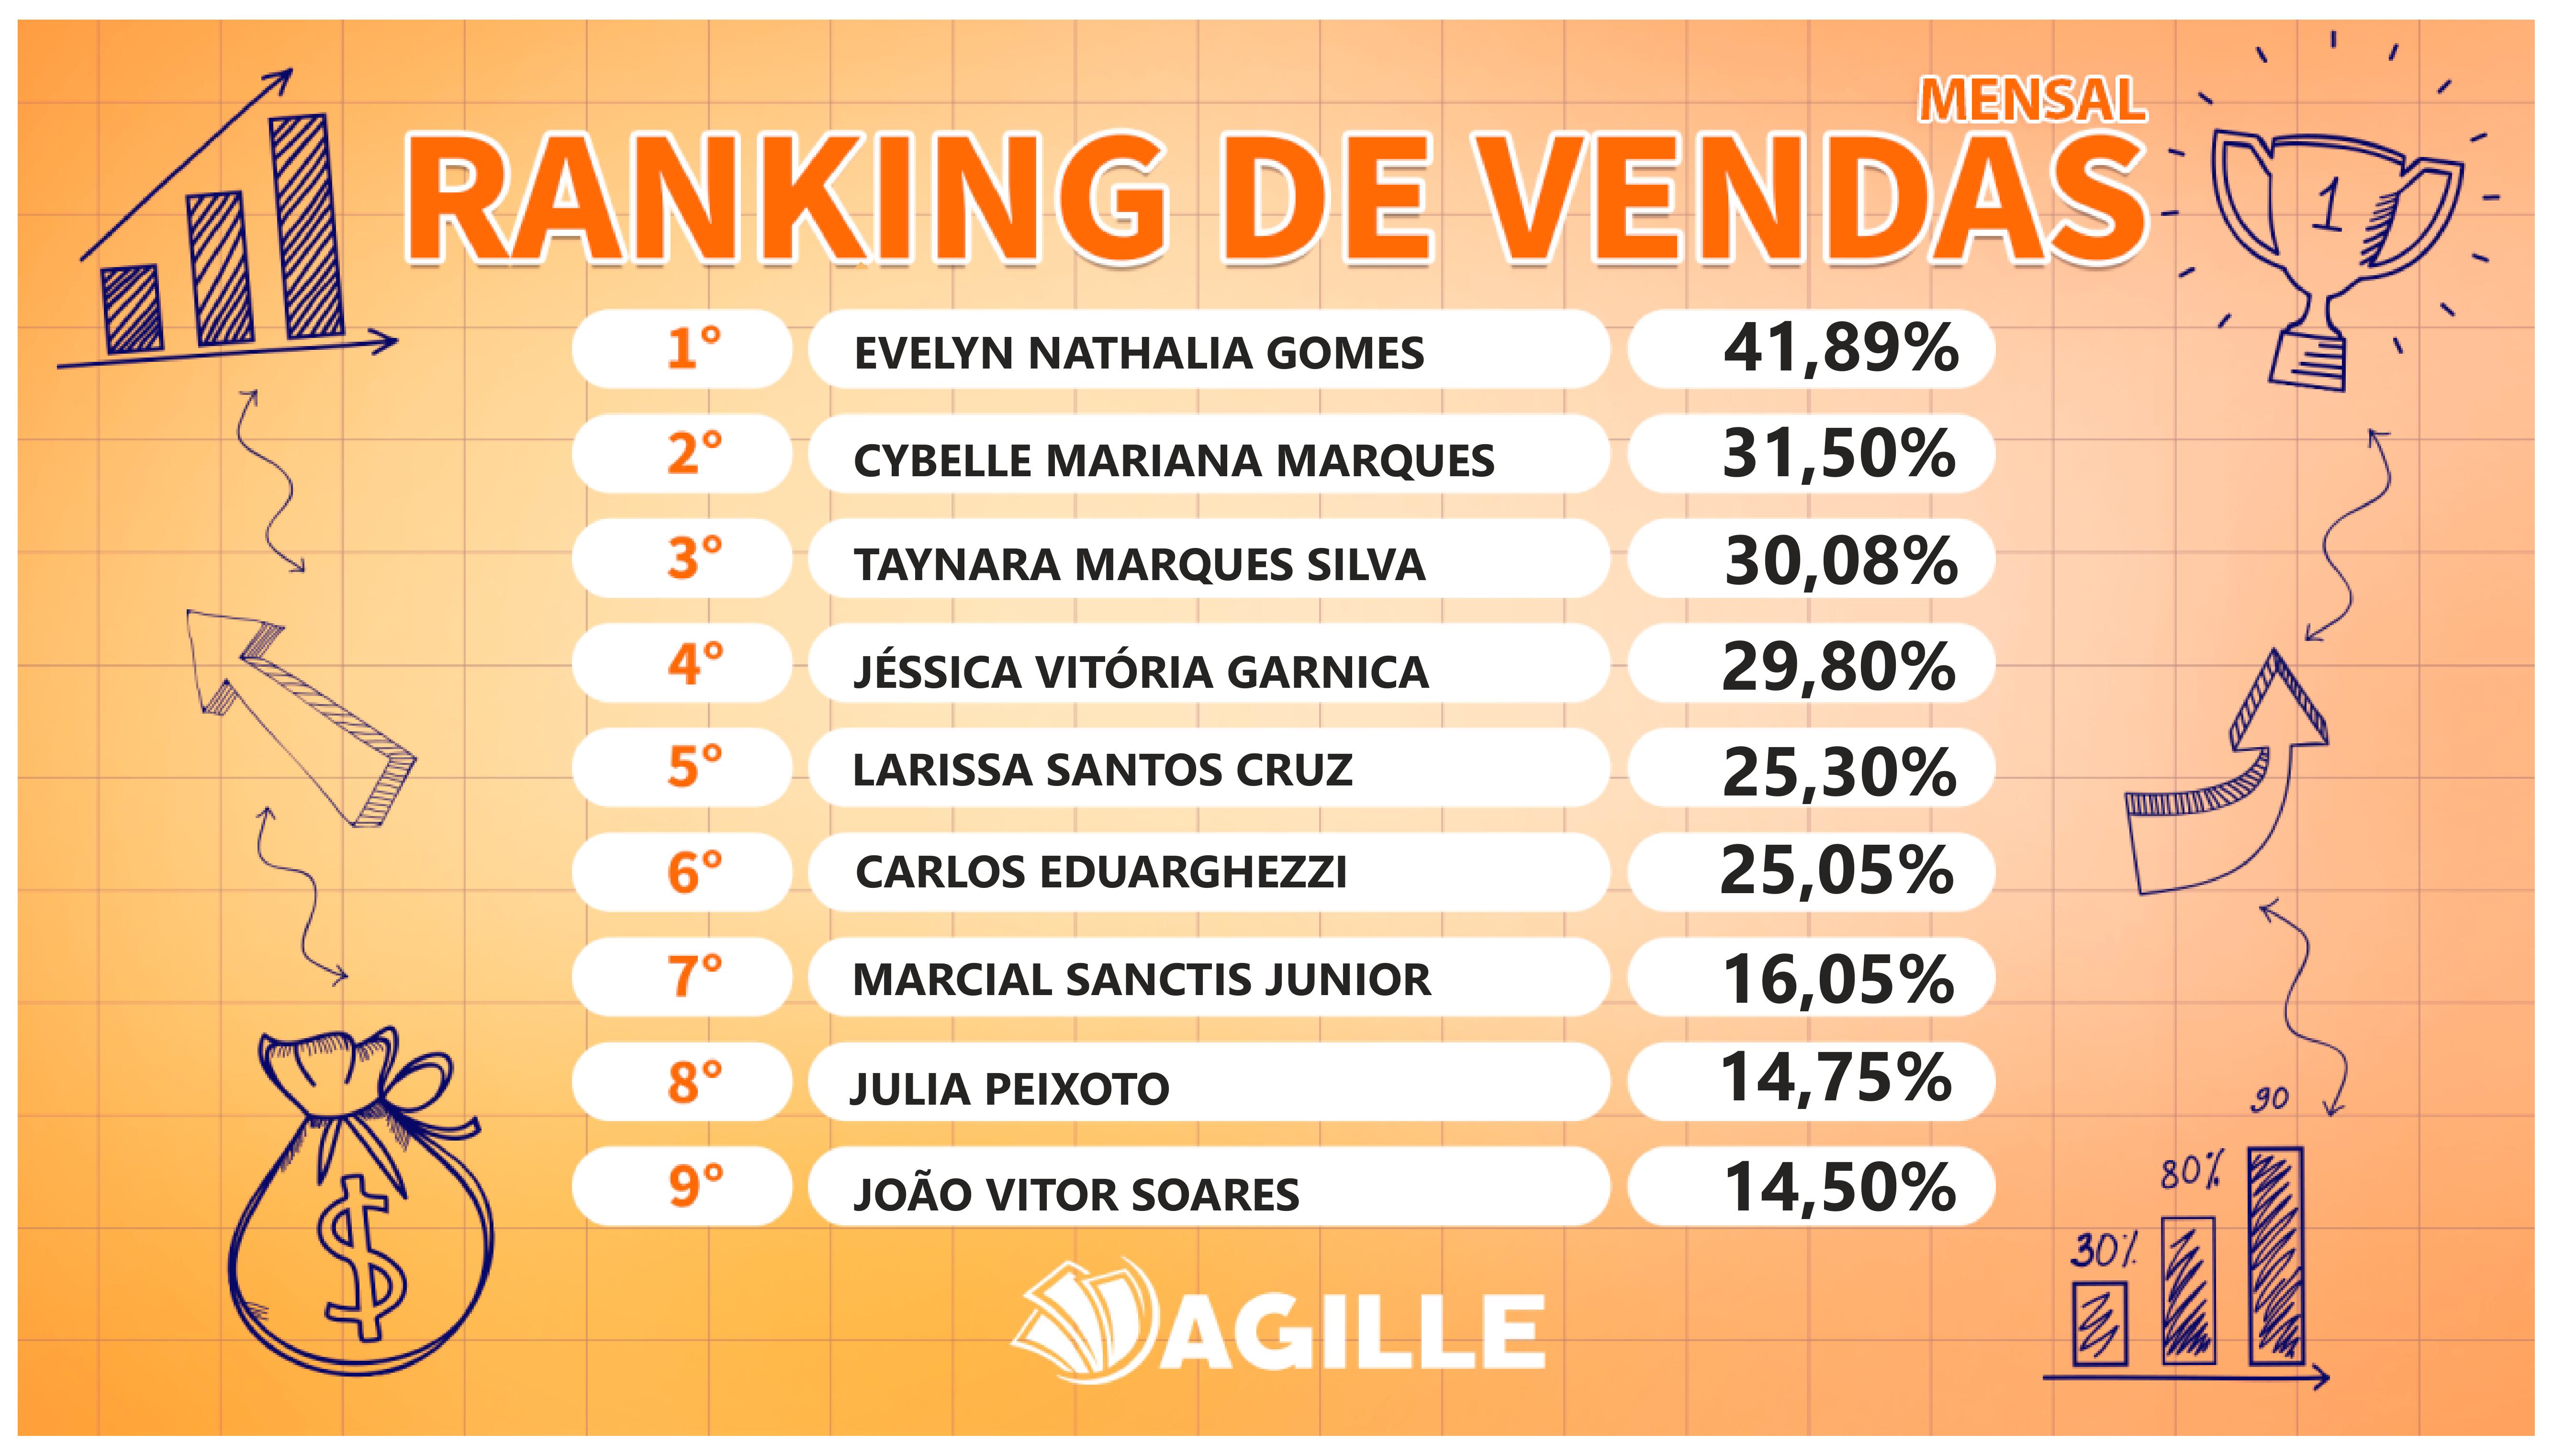 MENSAL
RANKING DE VENDAS
1
1° EVELYN NATHALIA GOMES 41,89%
2° CYBELLE MARIANA MARQUES 31,50%
3° TAYNARA MARQUES SILVA 30,08%
4° JÉSSICA VITÓRIA GARNICA 29,80%
5° LARISSA SANTOS CRUZ 25,30%
6° CARLOS EDUARGHEZZI 25,05%
7° MARCIAL SANCTIS JUNIOR 16,05%
8° JULIA PEIXOTO 14,75%
9° JOÃO VITOR SOARES 14,50%
$
90
80%
30%
AGILLE